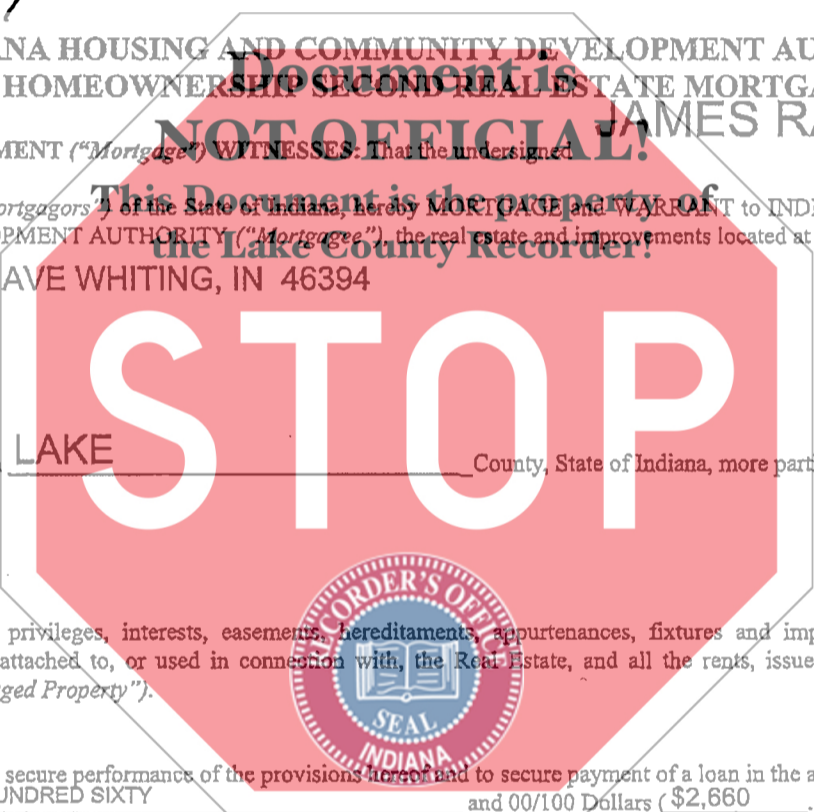 ANA HOUSING AND COMMUNITY DEVELOPMENT AU
Document is
HOMEOWNERSHIP SECOND REAL ESTATE MORTGA
JAMES RA
NOT OFFICIAL!
MENT ("Mortgage") WITNESSES: That the undersigned
This Document is the property of
ortgagors") of the State of Indiana, hereby MORTGAGE and WARRANT to INDI
OPMENT AUTHORITY ("Mortgagee"), the real estate and improvements located at
the Lake County Recorder!
AVE WHITING, IN 46394
STOP
LAKE County, State of Indiana, more parti
RECORDER'S OFFICE
privileges, interests, easements, hereditaments, appurtenances, fixtures and imp
attached to, or used in connection with, the Real Estate, and all the rents, issue
ged Property").
SEAL
INDIANA
secure performance of the provisions hereof and to secure payment of a loan in the a
UNDRED SIXTY and 00/100 Dollars ( $2,660